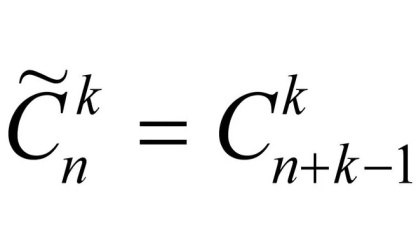 C̃ₙᵏ = Cₙ₊ₖ₋₁ᵏ